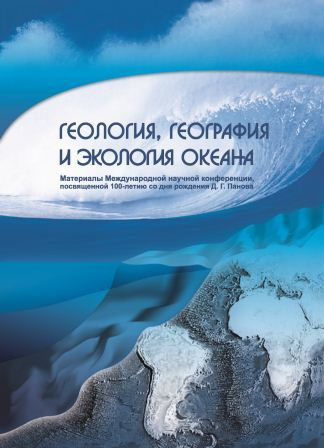 ГЕОЛОГИЯ, ГЕОГРАФИЯ
И ЭКОЛОГИЯ ОКЕАНА
Материалы Международной научной конференции,
посвященной 100-летию со дня рождения Д. Г. Панова